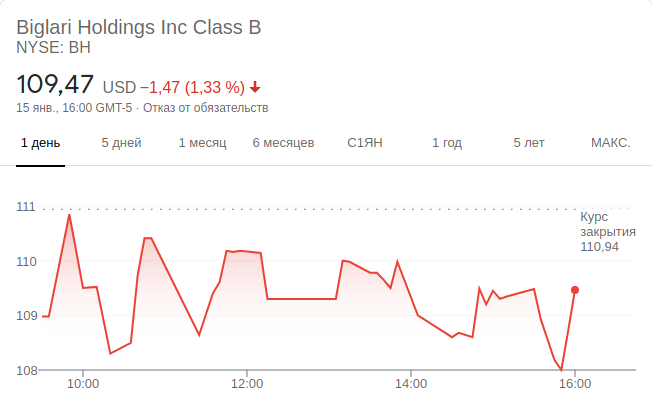 Biglari Holdings Inc Class B
NYSE: BH
109,47 USD −1,47 (1,33 %)
15 янв., 16:00 GMT-5 · Отказ от обязательств
1 день 5 дней 1 месяц 6 месяцев С1ЯН 1 год 5 лет МАКС.
111
Курс
закрытия
110,94
110
109
108
10:00 12:00 14:00 16:00